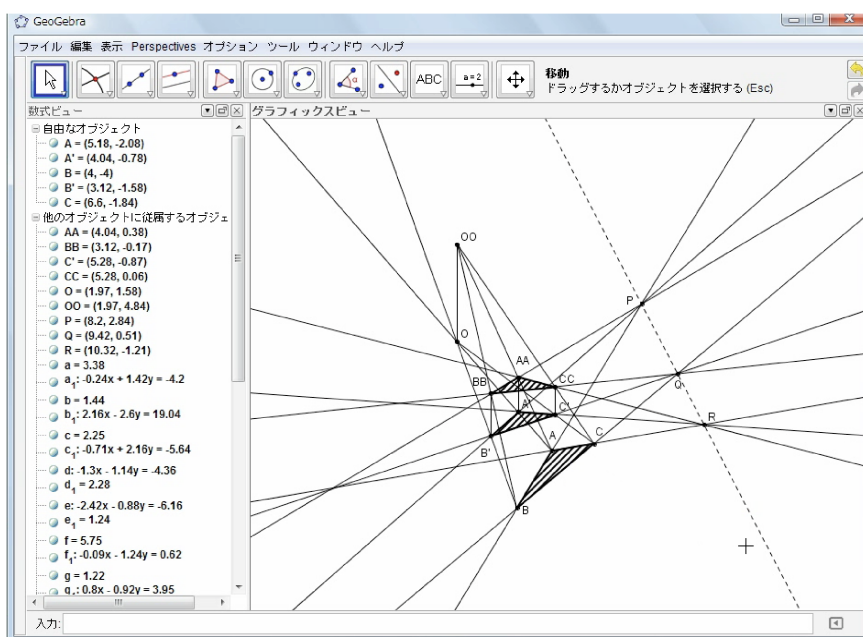 GeoGebra
ファイル 編集 表示 Perspectives オプション ツール ウィンドウ ヘルプ
ABC
a=2
移動
ドラッグするかオブジェクトを選択する (Esc)
数式ビュー
グラフィックスビュー
自由なオブジェクト
A = (5.18, -2.08)
A' = (4.04, -0.78)
B = (4, -4)
B' = (3.12, -1.58)
C = (6.6, -1.84)
他のオブジェクトに従属するオブジェ
AA = (4.04, 0.38)
BB = (3.12, -0.17)
C' = (5.28, -0.87)
CC = (5.28, 0.06)
O = (1.97, 1.58)
OO = (1.97, 4.84)
P = (8.2, 2.84)
Q = (9.42, 0.51)
R = (10.32, -1.21)
a = 3.38
a₁: -0.24x + 1.42y = -4.2
b = 1.44
b₁: 2.16x - 2.6y = 19.04
c = 2.25
c₁: -0.71x + 2.16y = -5.64
d: -1.3x - 1.14y = -4.36
d₁ = 2.28
e: -2.42x - 0.88y = -6.16
e₁ = 1.24
f = 5.75
f₁: -0.09x - 1.24y = 0.62
g = 1.22
g₁: 0.8x - 0.92y = 3.95
OO
P
O
AA
BB
CC
Q
A'
C'
R
B'
A
C
B
入力: